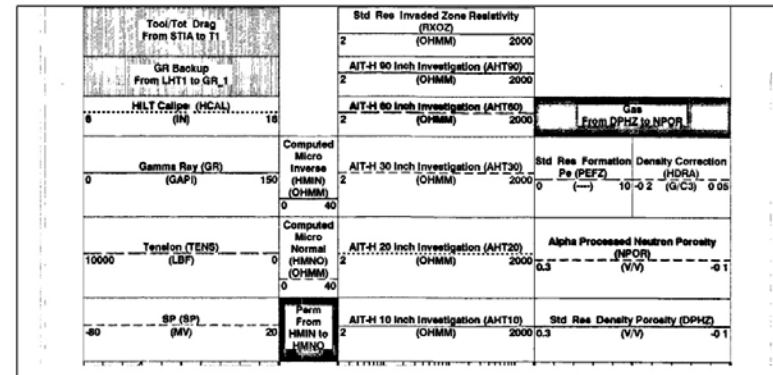 Tool/Tot Drag
From STIA to T1
GR Backup
From LHT1 to GR_1
HILT Caliper (HCAL)
6 (IN) 16
Gamma Ray (GR)
0 (GAPI) 150
Tension (TENS)
10000 (LBF) 0
SP (SP)
-80 (MV) 20
Computed
Micro
Inverse
(HMIN)
(OHMM)
0 40
Computed
Micro
Normal
(HMNO)
(OHMM)
0 40
Perm
From
HMIN to
HMNO
Std Res Invaded Zone Resistivity
(RXOZ)
2 (OHMM) 2000
AIT-H 90 Inch Investigation (AHT90)
2 (OHMM) 2000
AIT-H 60 Inch Investigation (AHT60)
2 (OHMM) 2000
AIT-H 30 Inch Investigation (AHT30)
2 (OHMM) 2000
AIT-H 20 Inch Investigation (AHT20)
2 (OHMM) 2000
AIT-H 10 Inch Investigation (AHT10)
2 (OHMM) 2000
Gas
From DPHZ to NPOR
Std Res Formation
Pe (PEFZ)
0 (----) 10
Density Correction
(HDRA)
-0 2 (G/C3) 0 05
Alpha Processed Neutron Porosity
(NPOR)
0.3 (V/V) -0 1
Std Res Density Porosity (DPHZ)
0.3 (V/V) -0 1